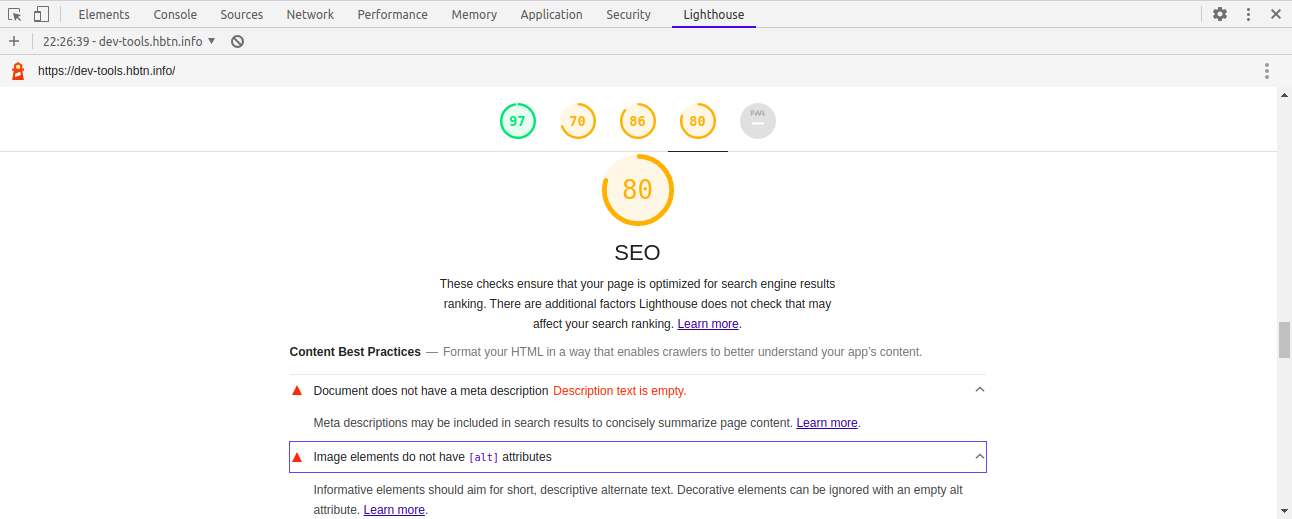 Elements Console Sources Network Performance Memory Application Security Lighthouse
22:26:39 - dev-tools.hbtn.info
https://dev-tools.hbtn.info/
97 70 86 80 PWA
80
SEO
These checks ensure that your page is optimized for search engine results
ranking. There are additional factors Lighthouse does not check that may
affect your search ranking. Learn more.
Content Best Practices — Format your HTML in a way that enables crawlers to better understand your app's content.
Document does not have a meta description Description text is empty.
Meta descriptions may be included in search results to concisely summarize page content. Learn more.
Image elements do not have [alt] attributes
Informative elements should aim for short, descriptive alternate text. Decorative elements can be ignored with an empty alt
attribute. Learn more.